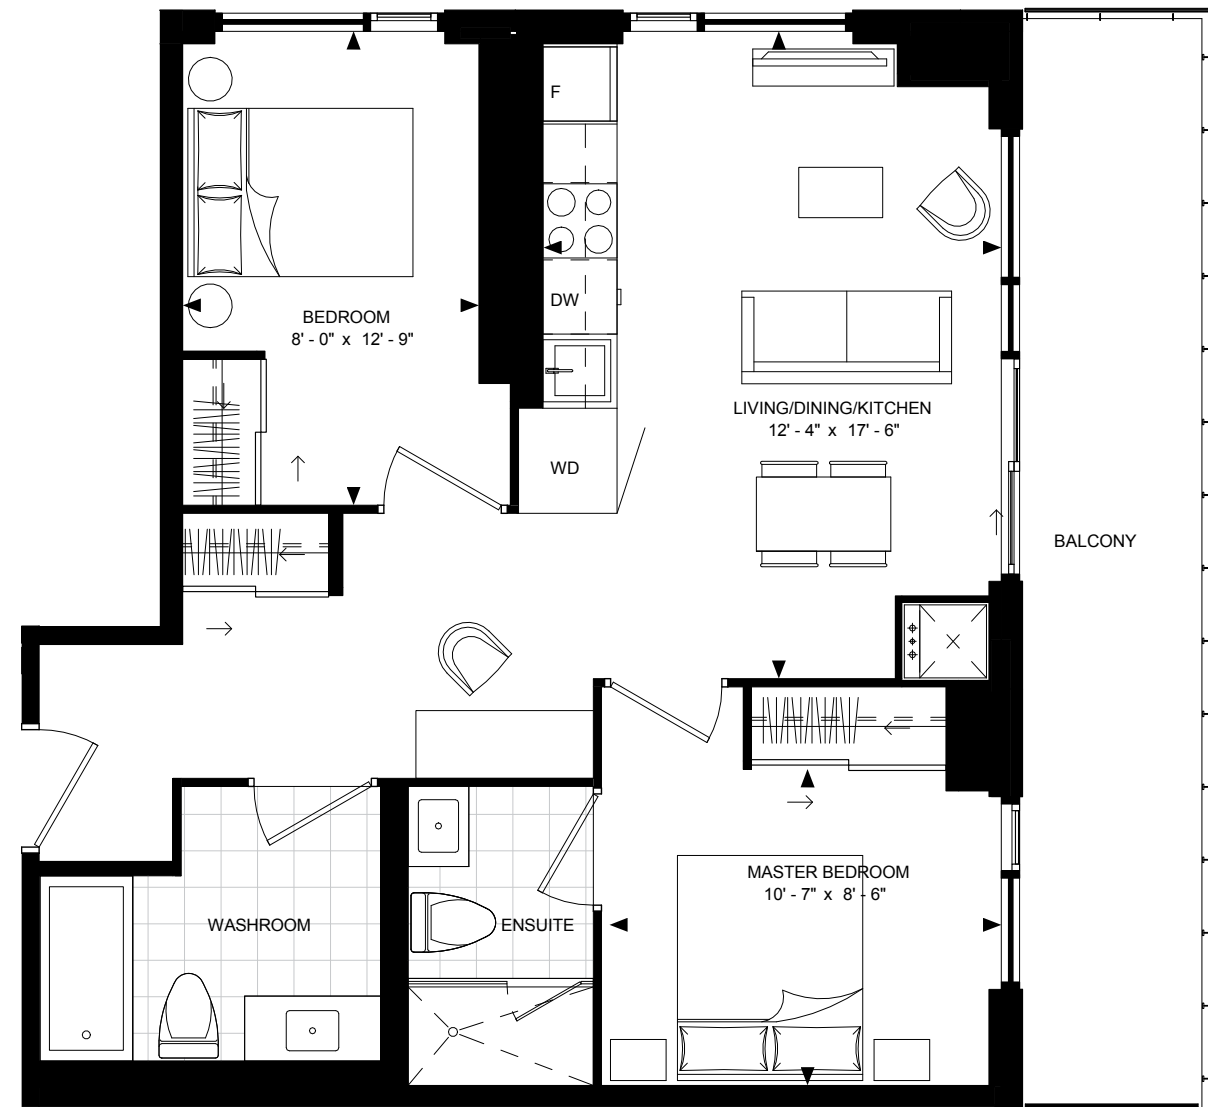 F
DW
BEDROOM
8' - 0" x 12' - 9"
LIVING/DINING/KITCHEN
12' - 4" x 17' - 6"
WD
BALCONY
MASTER BEDROOM
10' - 7" x 8' - 6"
WASHROOM
ENSUITE